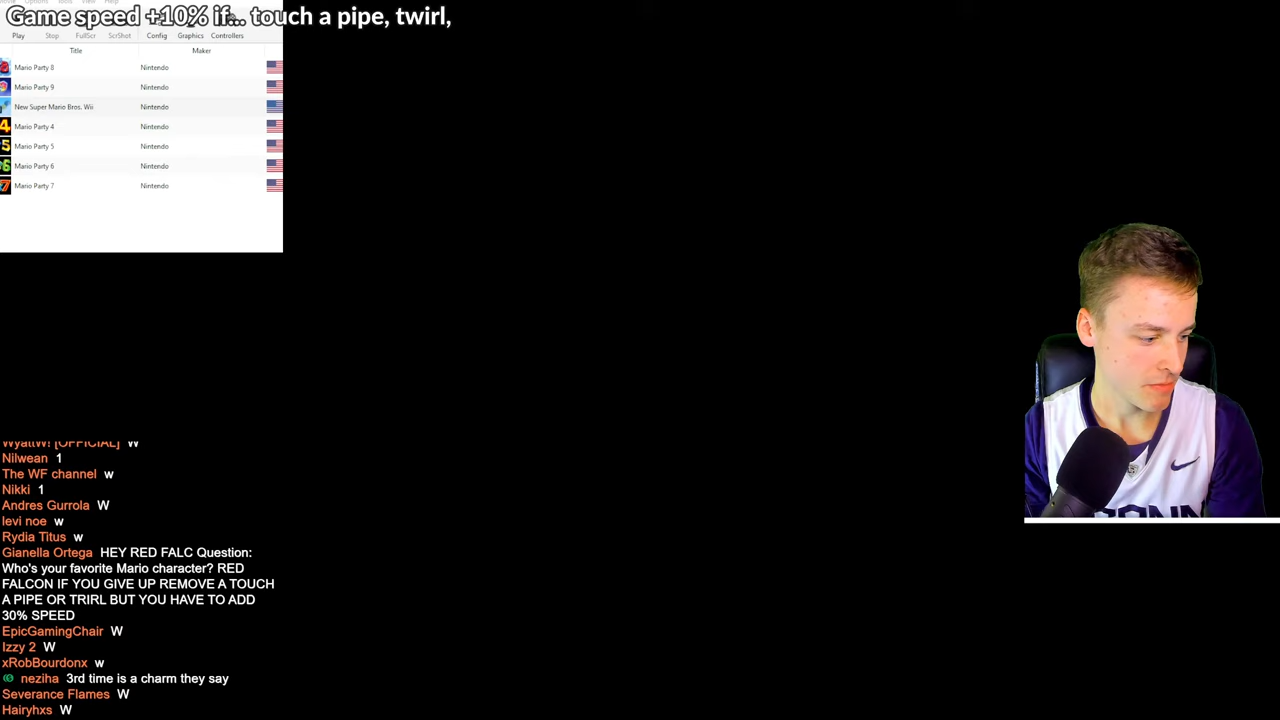 Game speed +10% if... touch a pipe, twirl,
Play Stop FullScr ScrShot Config Graphics Controllers
Title Maker
Mario Party 8 Nintendo
Mario Party 9 Nintendo
New Super Mario Bros. Wii Nintendo
Mario Party 4 Nintendo
Mario Party 5 Nintendo
Mario Party 6 Nintendo
Mario Party 7 Nintendo
WyattW! [OFFICIAL] W
Nilwean 1
The WF channel w
Nikki 1
Andres Gurrola W
levi noe w
Rydia Titus w
Gianella Ortega HEY RED FALC Question:
Who's your favorite Mario character? RED
FALCON IF YOU GIVE UP REMOVE A TOUCH
A PIPE OR TRIRL BUT YOU HAVE TO ADD
30% SPEED
EpicGamingChair W
Izzy 2 W
xRobBourdonx w
neziha 3rd time is a charm they say
Severance Flames W
Hairyhxs W